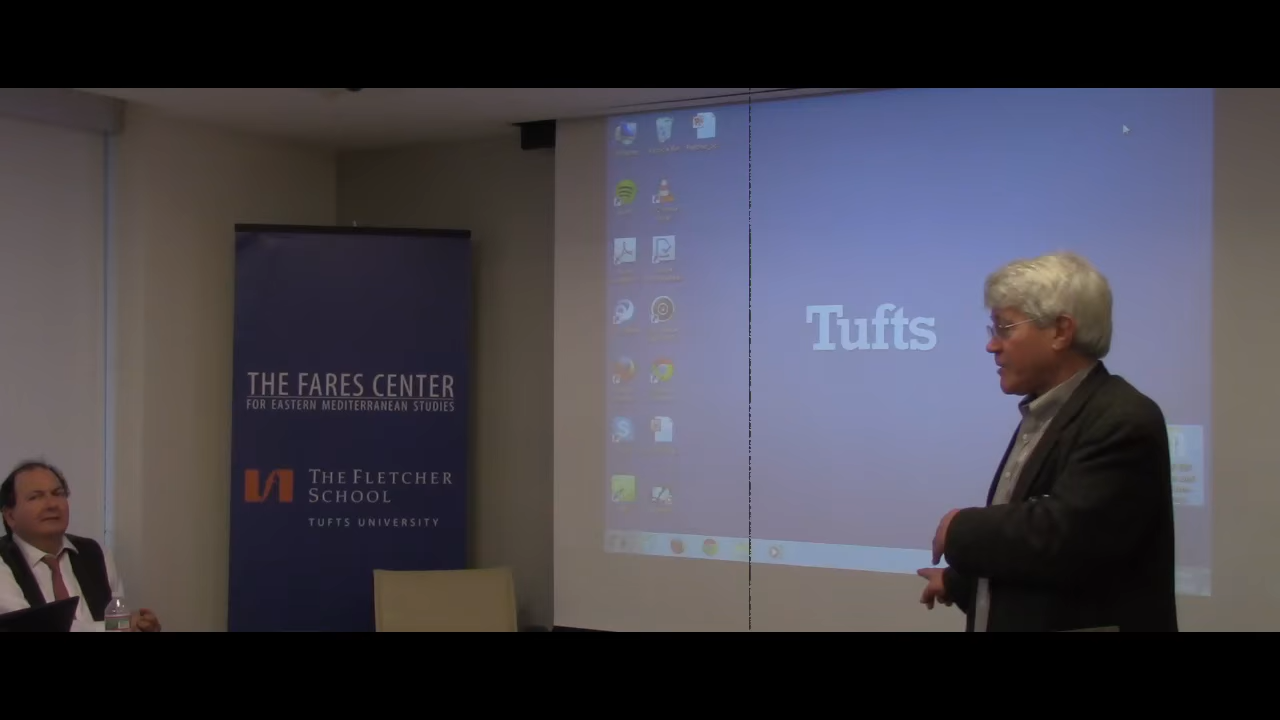 THE FARES CENTER
FOR EASTERN MEDITERRANEAN STUDIES
THE FLETCHER
SCHOOL
TUFTS UNIVERSITY
Tufts